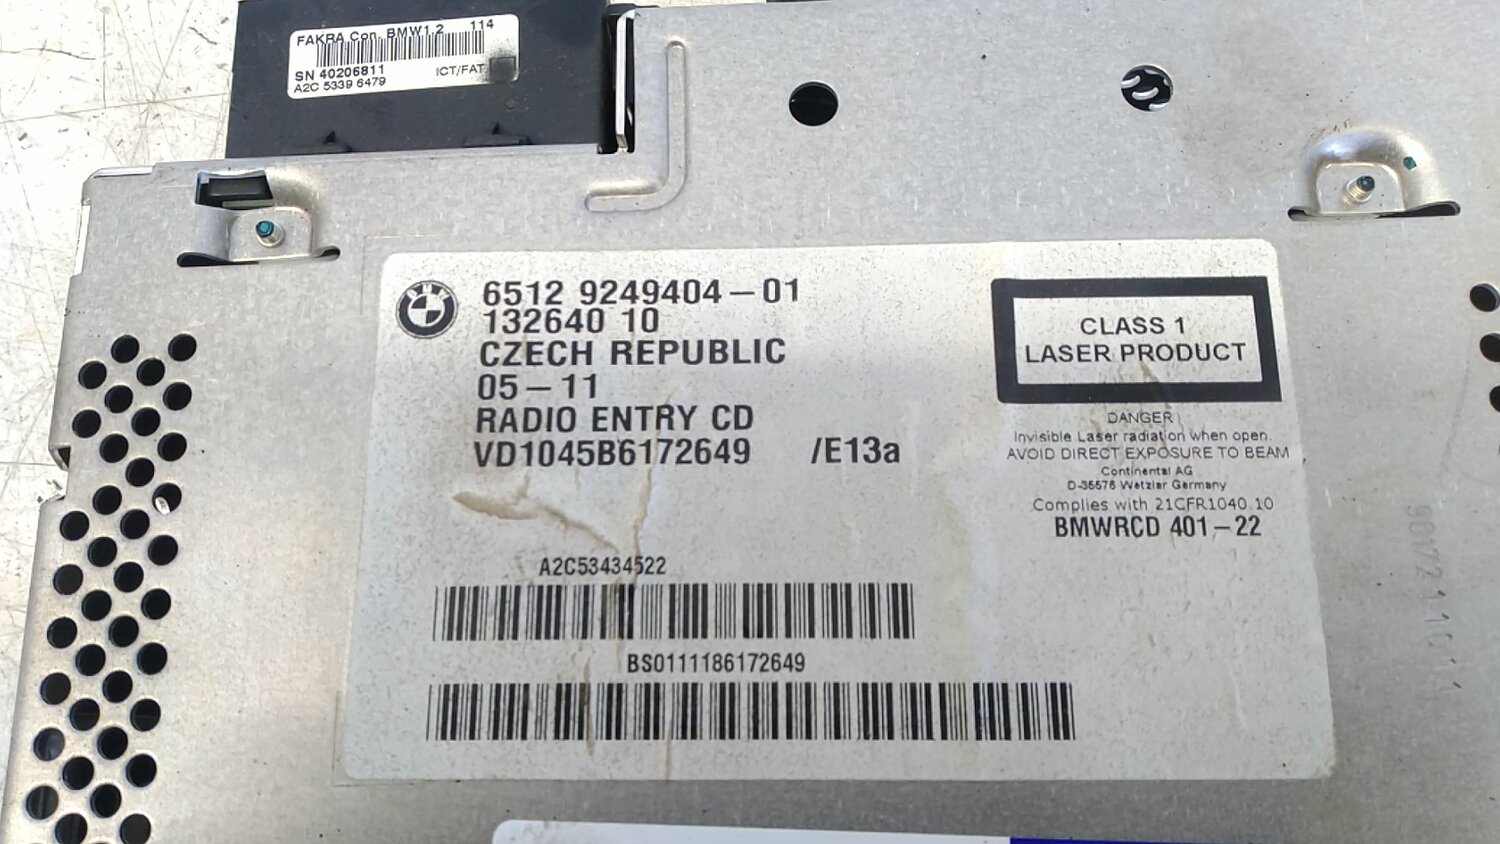 FAKRA Con. BMW1.2 114
SN 40206811 ICT/FAT
A2C 5339 6479
BMW
6512 9249404-01
132640 10
CZECH REPUBLIC
05-11
RADIO ENTRY CD
VD1045B6172649 /E13a
CLASS 1
LASER PRODUCT
DANGER
Invisible Laser radiation when open.
AVOID DIRECT EXPOSURE TO BEAM
Continental AG
D-35576 Wetzlar Germany
Complies with 21CFR1040.10
BMWRCD 401-22
A2C53434522
BS0111186172649